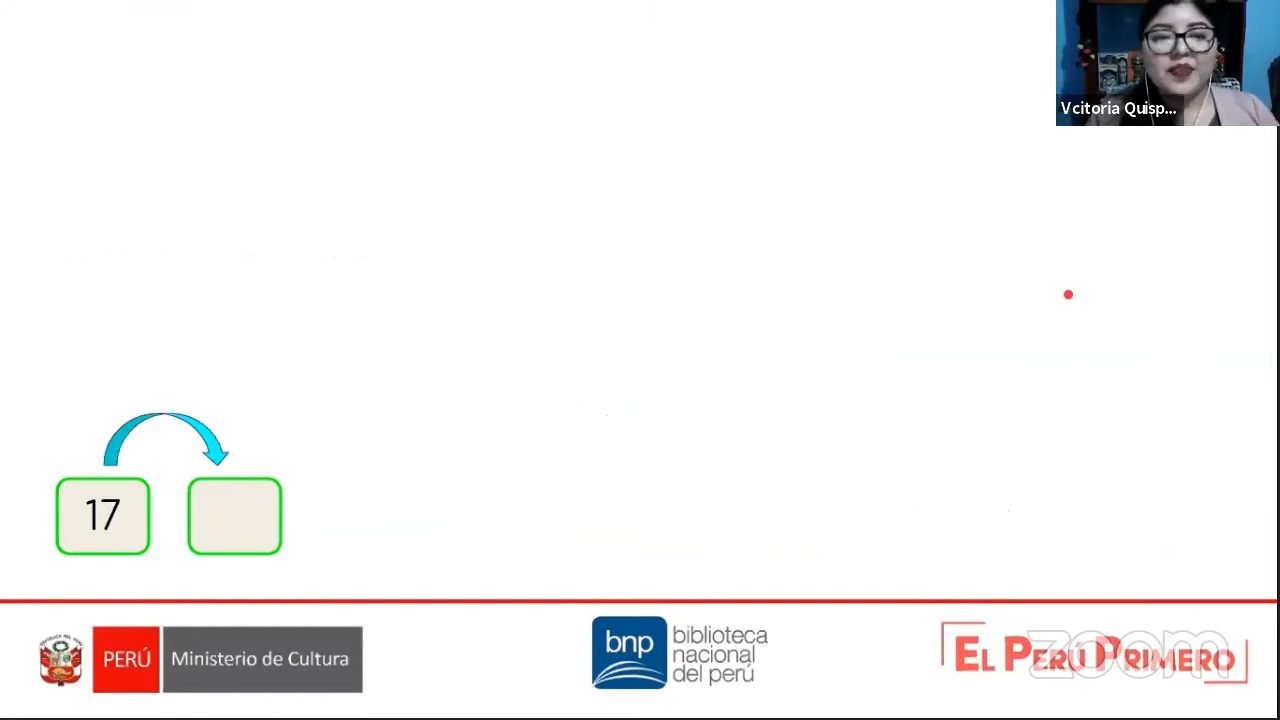 Vcitoria Quisp...
17
PERÚ
Ministerio de Cultura
bnp
biblioteca
nacional
del perú
EL PERÚ PRIMERO
zoom